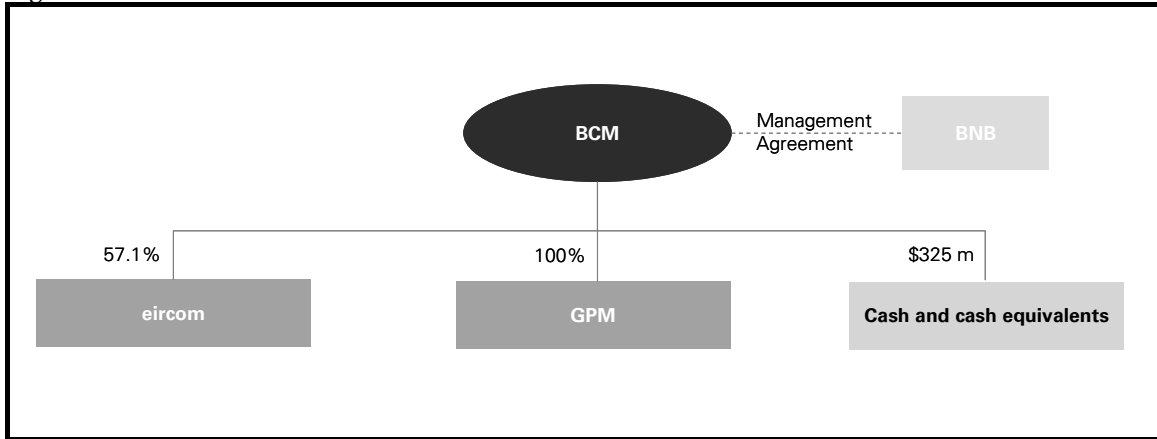 BCM
Management
Agreement
BNB
57.1%
100%
$325 m
eircom
GPM
Cash and cash equivalents